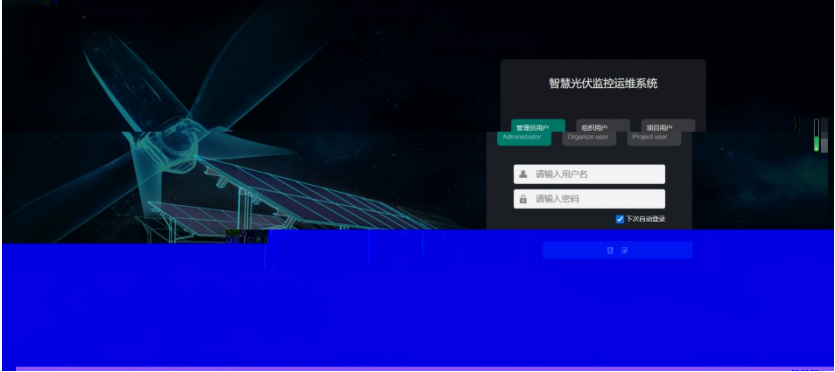 智慧光伏监控运维系统
管理员用户 组织用户 项目用户
Administrator Organize user Project user
请输入用户名
请输入密码
下次自动登录
登 录